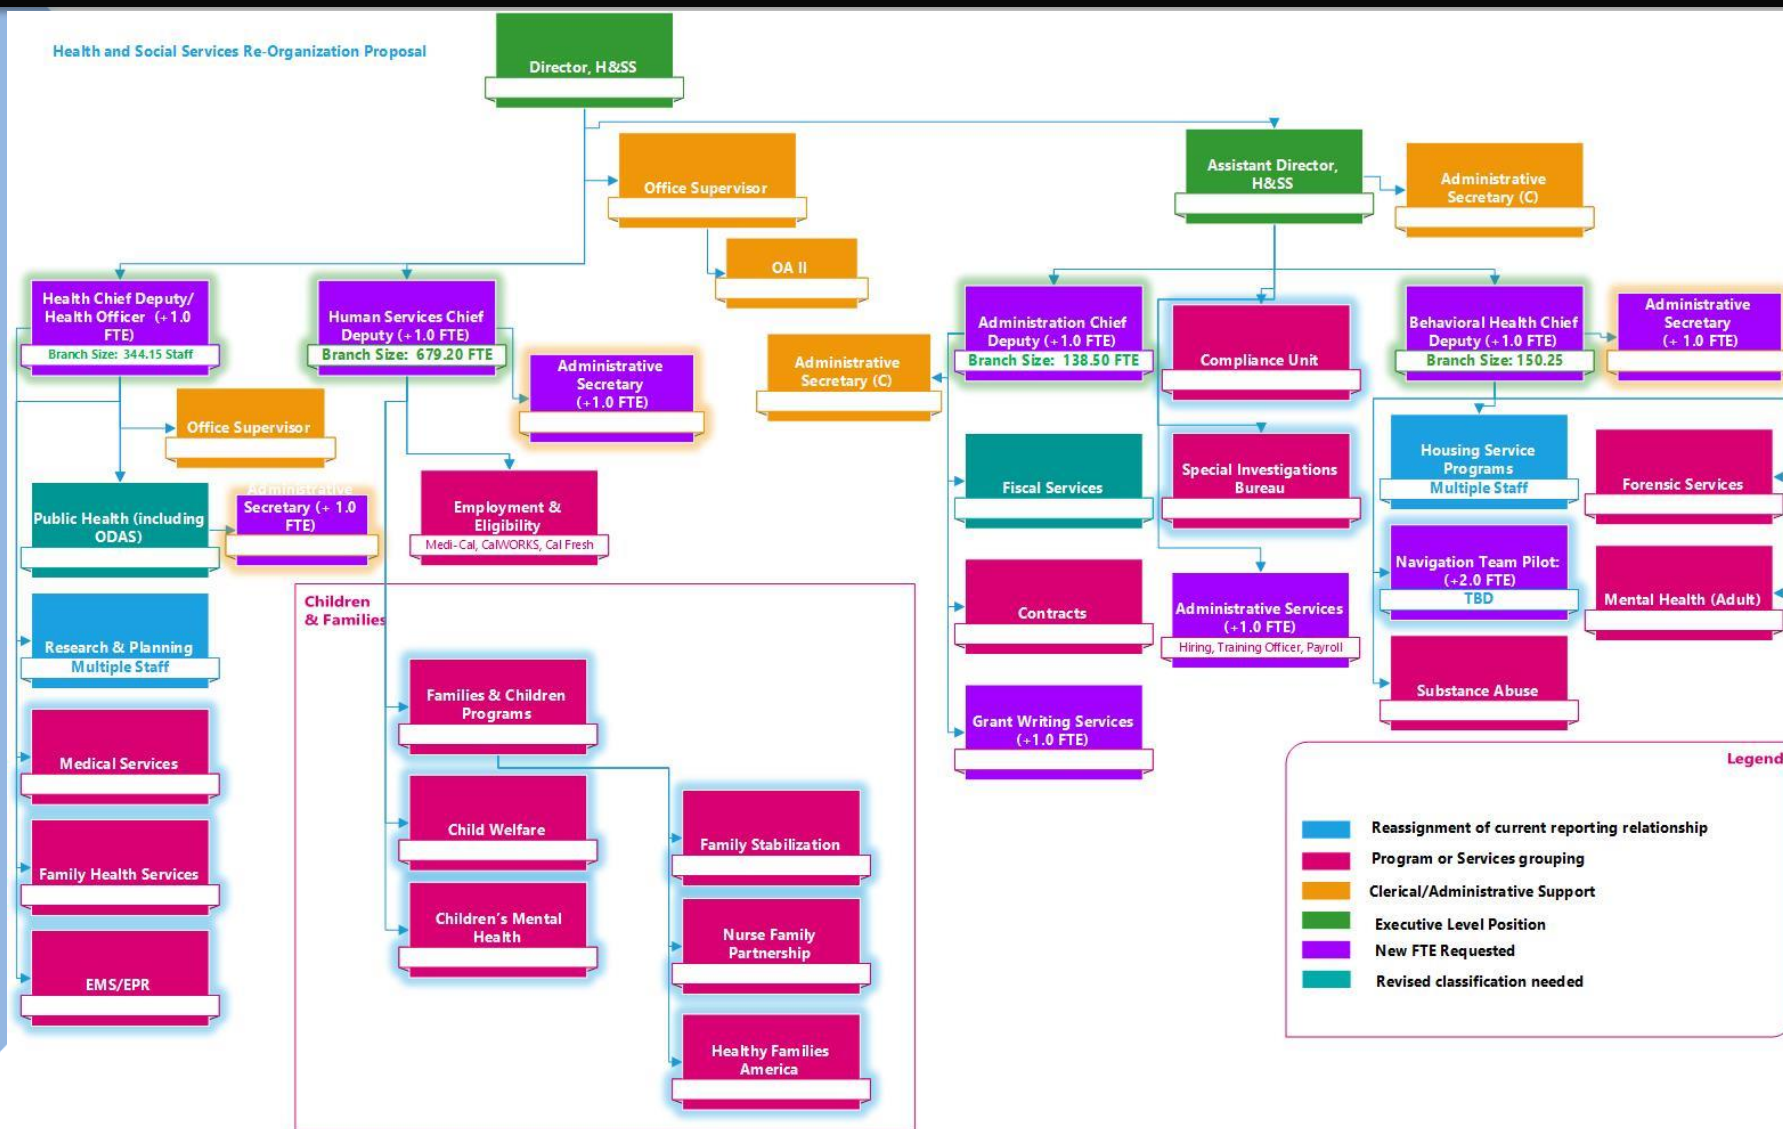 Health and Social Services Re-Organization Proposal
Director, H&SS
Office Supervisor
OA II
Assistant Director,
H&SS
Administrative
Secretary (C)
Health Chief Deputy/
Health Officer (+1.0
FTE)
Branch Size: 344.15 Staff
Human Services Chief
Deputy (+1.0 FTE)
Branch Size: 679.20 FTE
Administrative
Secretary
(+1.0 FTE)
Administrative
Secretary (C)
Administration Chief
Deputy (+1.0 FTE)
Branch Size: 138.50 FTE
Compliance Unit
Behavioral Health Chief
Deputy (+1.0 FTE)
Branch Size: 150.25
Administrative
Secretary
(+ 1.0 FTE)
Office Supervisor
Public Health (including
ODAS)
Administrative
Secretary (+ 1.0
FTE)
Employment &
Eligibility
Medi-Cal, CalWORKS, Cal Fresh
Research & Planning
Multiple Staff
Medical Services
Family Health Services
EMS/EPR
Children
& Families
Families & Children
Programs
Child Welfare
Children's Mental
Health
Family Stabilization
Nurse Family
Partnership
Healthy Families
America
Fiscal Services
Contracts
Grant Writing Services
(+1.0 FTE)
Special Investigations
Bureau
Administrative Services
(+1.0 FTE)
Hiring, Training Officer, Payroll
Housing Service
Programs
Multiple Staff
Navigation Team Pilot:
(+2.0 FTE)
TBD
Substance Abuse
Forensic Services
Mental Health (Adult)
Legend
Reassignment of current reporting relationship
Program or Services grouping
Clerical/Administrative Support
Executive Level Position
New FTE Requested
Revised classification needed